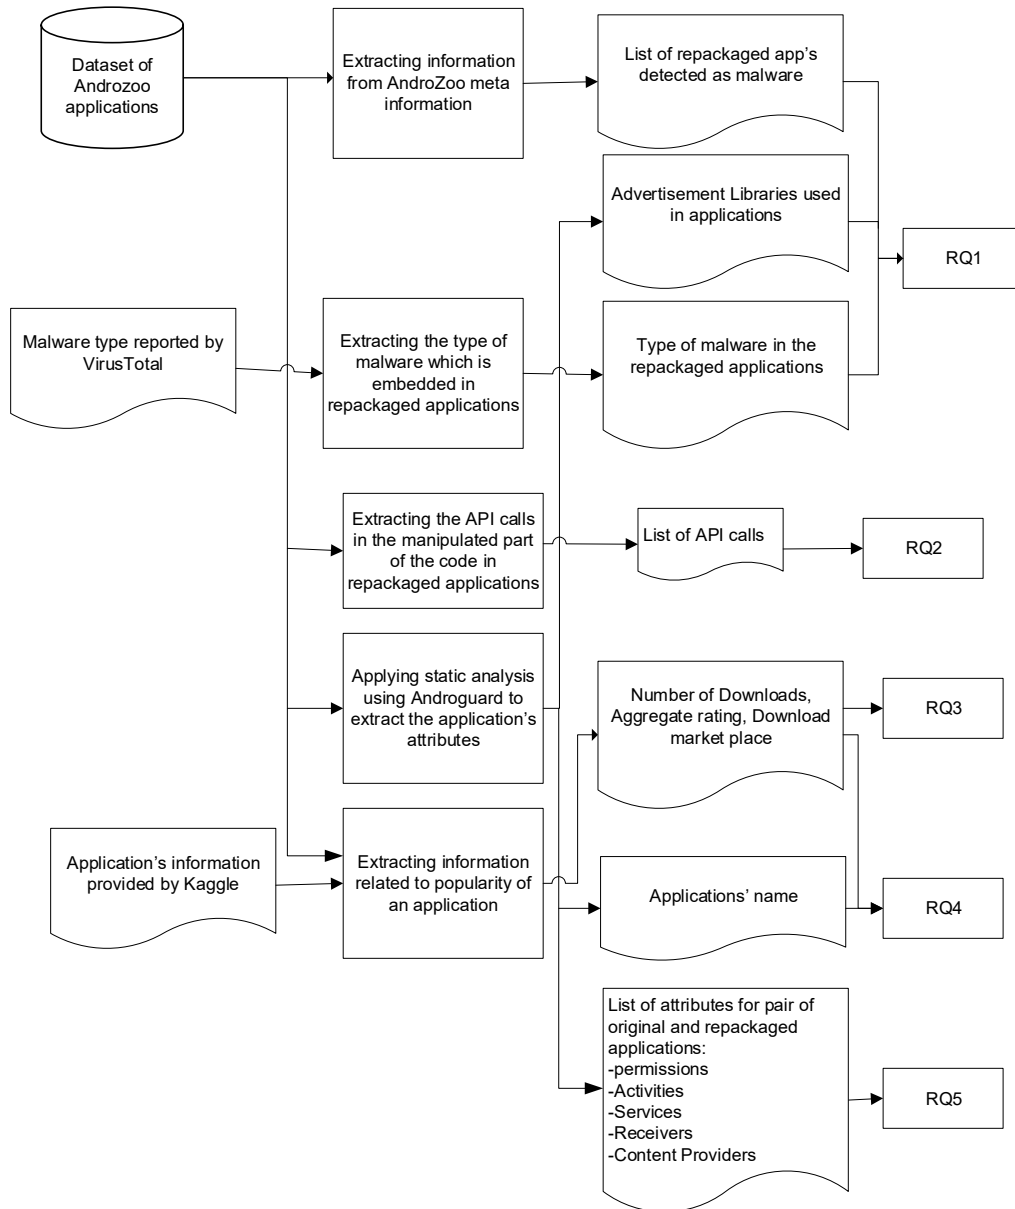 Dataset of
Androzoo
applications
Extracting information
from AndroZoo meta
information
List of repackaged app's
detected as malware
Advertisement Libraries used
in applications
RQ1
Malware type reported by
VirusTotal
Extracting the type of
malware which is
embedded in
repackaged applications
Type of malware in the
repackaged applications
Extracting the API calls
in the manipulated part
of the code in
repackaged applications
List of API calls
RQ2
Applying static analysis
using Androguard to
extract the application's
attributes
Number of Downloads,
Aggregate rating, Download
market place
RQ3
Application's information
provided by Kaggle
Extracting information
related to popularity of
an application
Applications' name
RQ4
List of attributes for pair of
original and repackaged
applications:
-permissions
-Activities
-Services
-Receivers
-Content Providers
RQ5